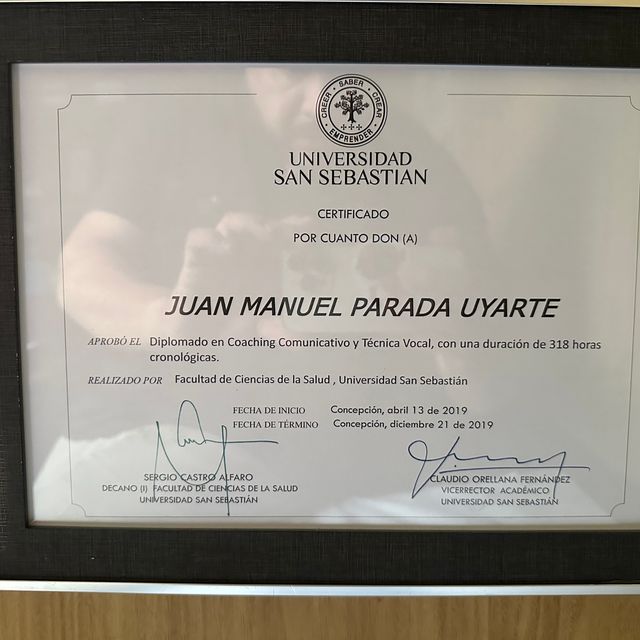 SABER
CREER
CREAR
EMPRENDER
UNIVERSIDAD
SAN SEBASTIAN
CERTIFICADO
POR CUANTO DON (A)
JUAN MANUEL PARADA UYARTE
APROBÓ EL Diplomado en Coaching Comunicativo y Técnica Vocal, con una duración de 318 horas
cronológicas.
REALIZADO POR Facultad de Ciencias de la Salud , Universidad San Sebastián
FECHA DE INICIO Concepción, abril 13 de 2019
FECHA DE TÉRMINO Concepción, diciembre 21 de 2019
SERGIO CASTRO ALFARO
DECANO (I) FACULTAD DE CIENCIAS DE LA SALUD
UNIVERSIDAD SAN SEBASTIÁN
CLAUDIO ORELLANA FERNÁNDEZ
VICERRECTOR ACADÉMICO
UNIVERSIDAD SAN SEBASTIÁN